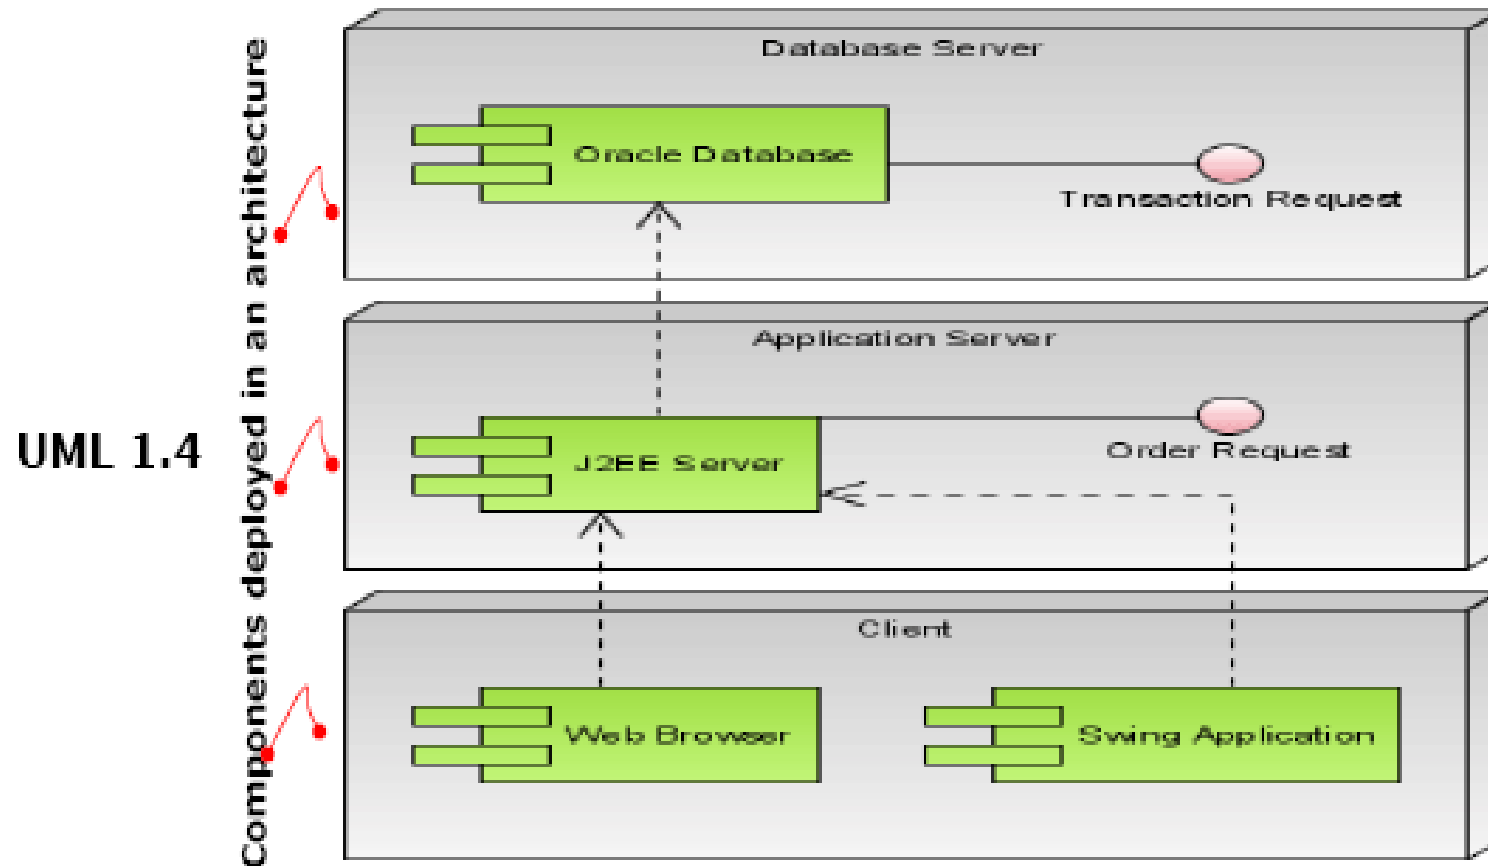 UML 1.4
Components deployed in an architecture
Database Server
Oracle Database
Transaction Request
Application Server
J2EE Server
Order Request
Client
Web Browser
Swing Application